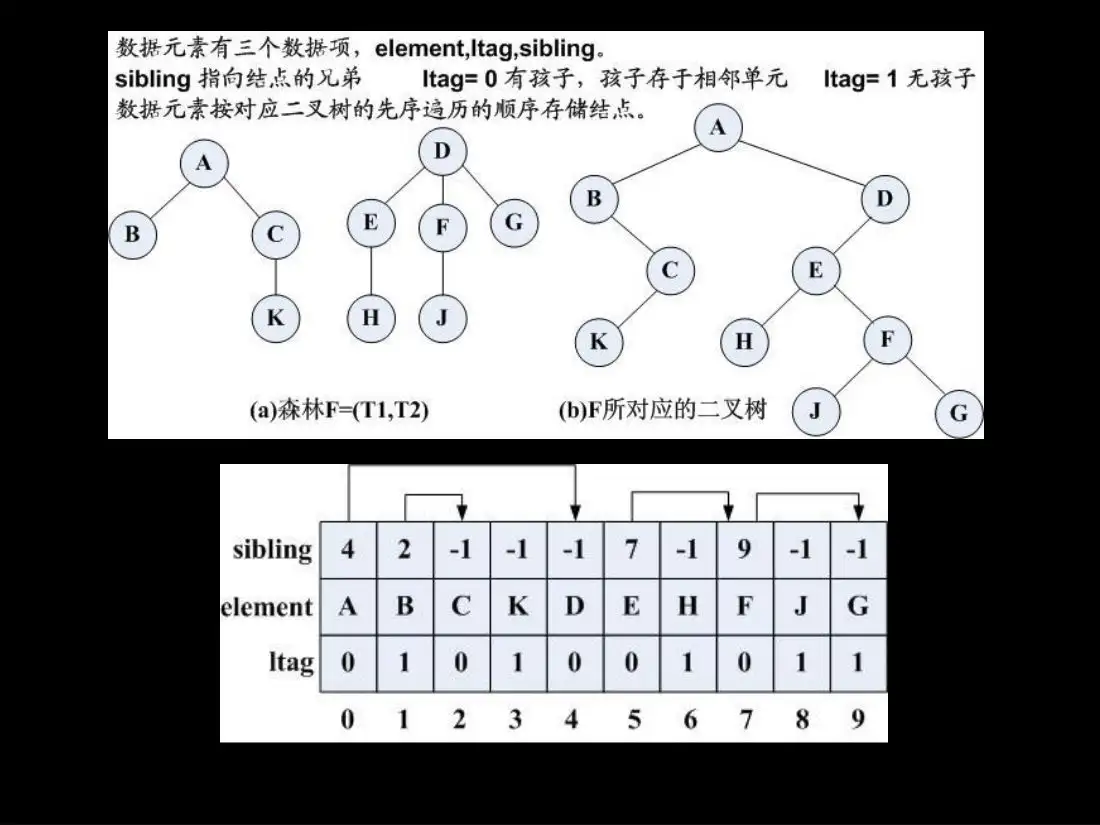 数据元素有三个数据项，element,ltag,sibling。
sibling 指向结点的兄弟 ltag= 0 有孩子，孩子存于相邻单元 ltag= 1 无孩子
数据元素按对应二叉树的先序遍历的顺序存储结点。
A D A
B C E F G B D
C E
K H J K H F
J G
(a)森林F=(T1,T2) (b)F所对应的二叉树
sibling 4 2 -1 -1 -1 7 -1 9 -1 -1
element A B C K D E H F J G
ltag 0 1 0 1 0 0 1 0 1 1
0 1 2 3 4 5 6 7 8 9